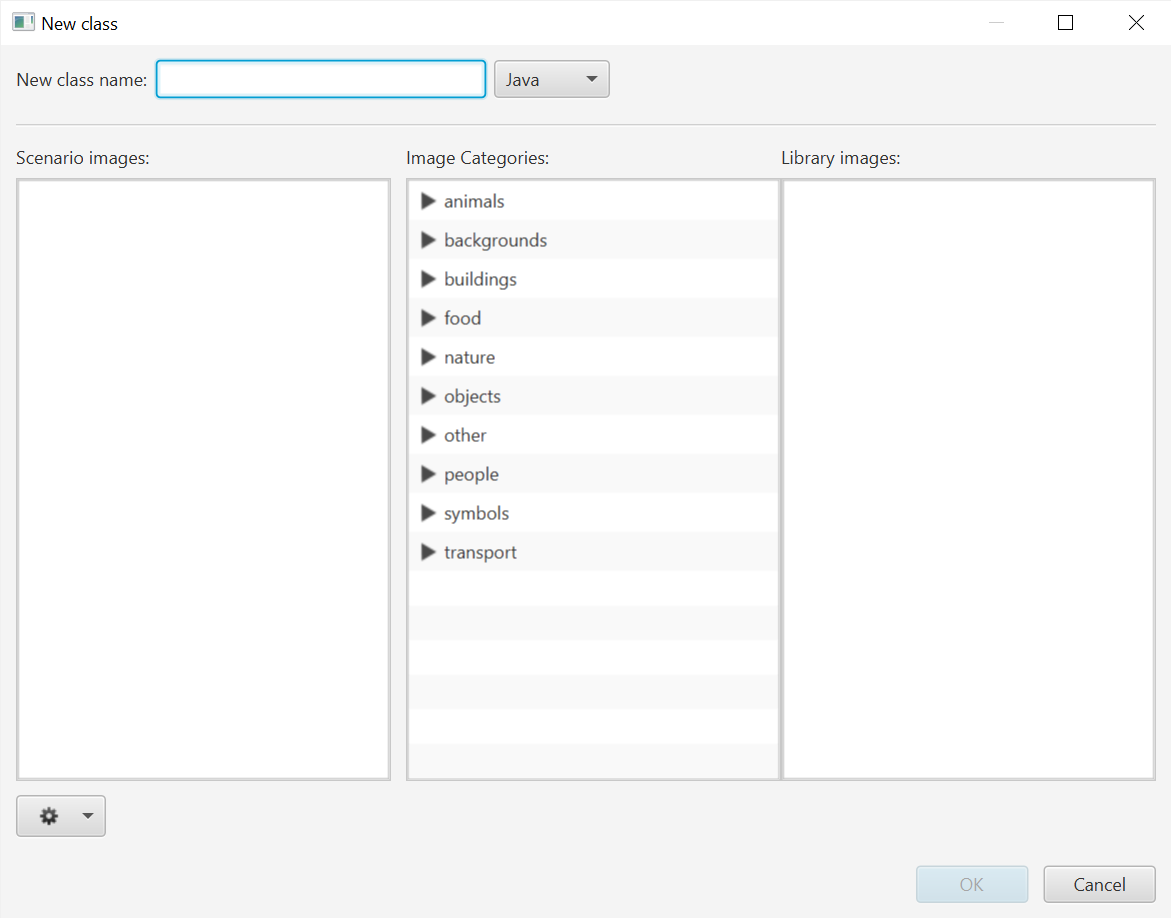 New class
New class name: Java
Scenario images: Image Categories: Library images:
animals
backgrounds
buildings
food
nature
objects
other
people
symbols
transport
OK Cancel